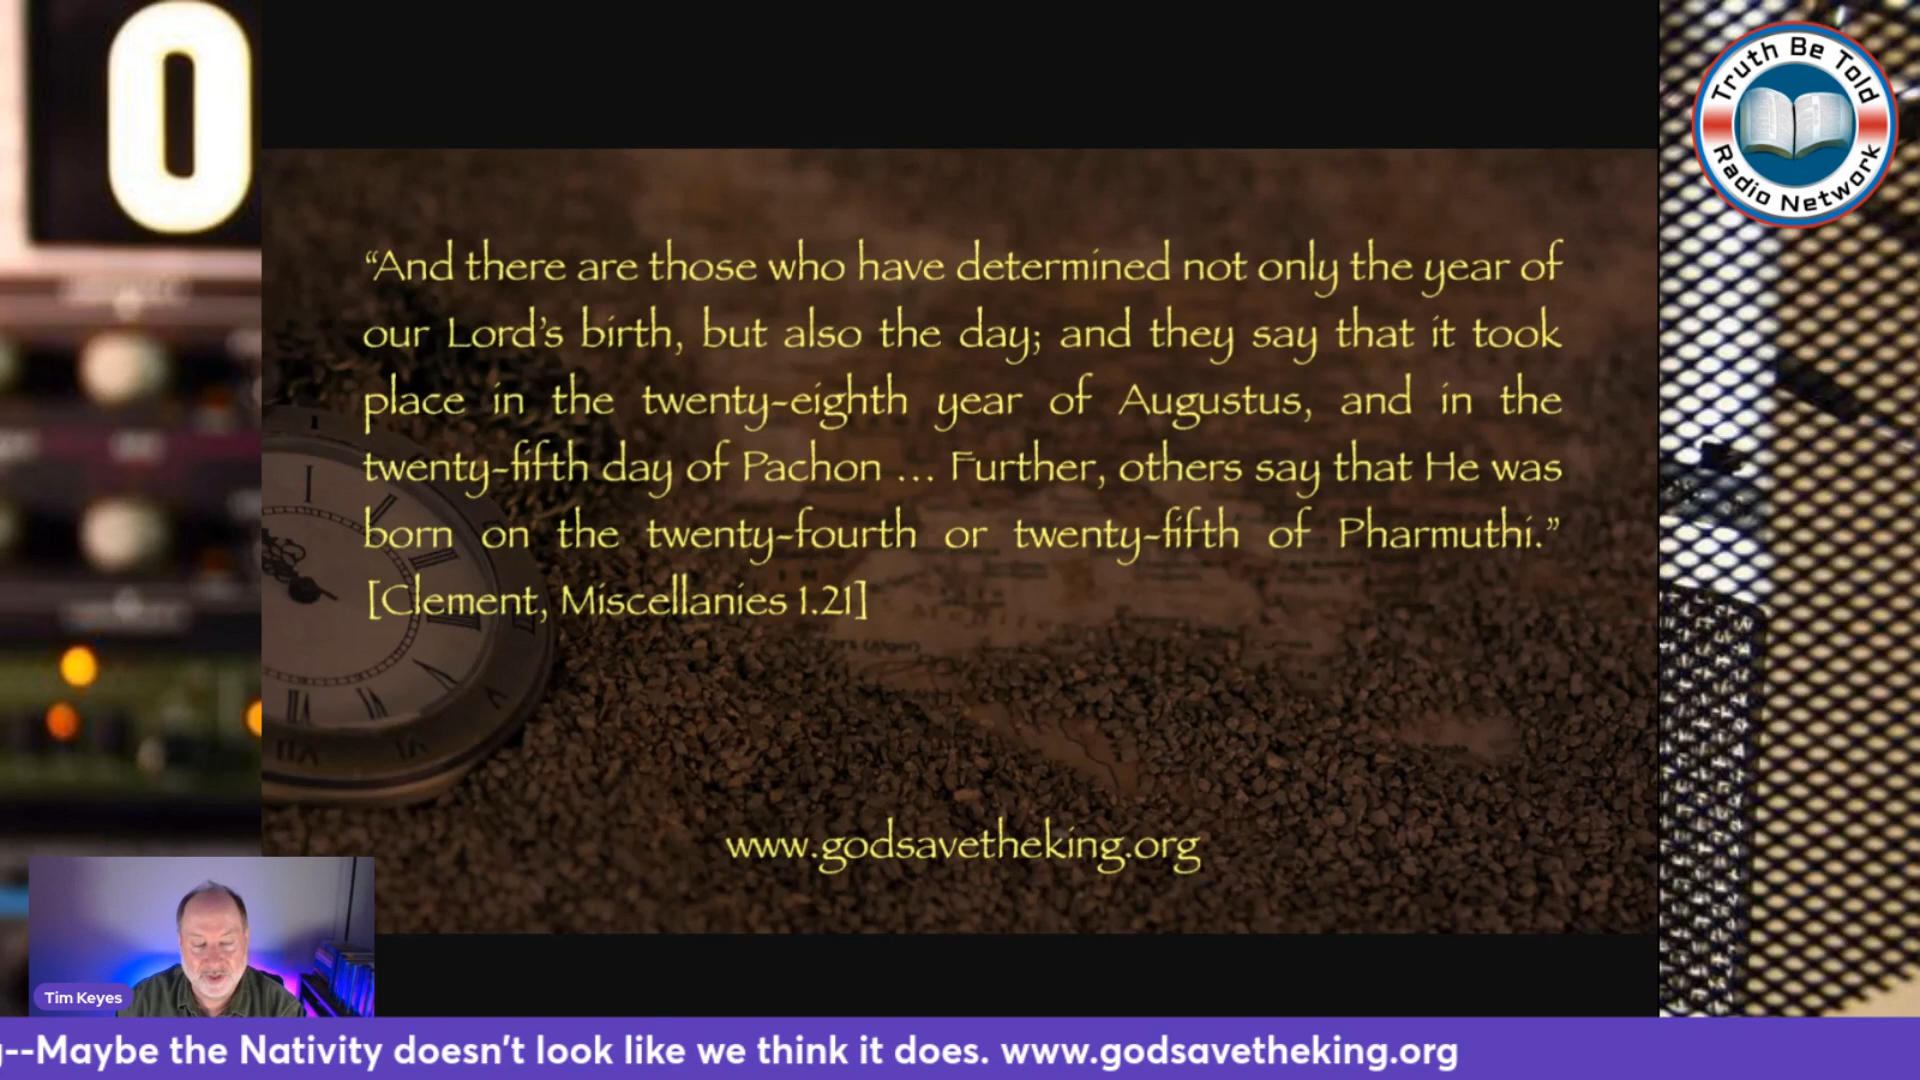 O
Truth Be Told
Radio Network
“And there are those who have determined not only the year of
our Lord’s birth, but also the day; and they say that it took
place in the twenty-eighth year of Augustus, and in the
twenty-fifth day of Pachon ... Further, others say that He was
born on the twenty-fourth or twenty-fifth of Pharmuthi.”
[Clement, Miscellanies 1.21]
www.godsavetheking.org
Tim Keyes
--Maybe the Nativity doesn’t look like we think it does. www.godsavetheking.org